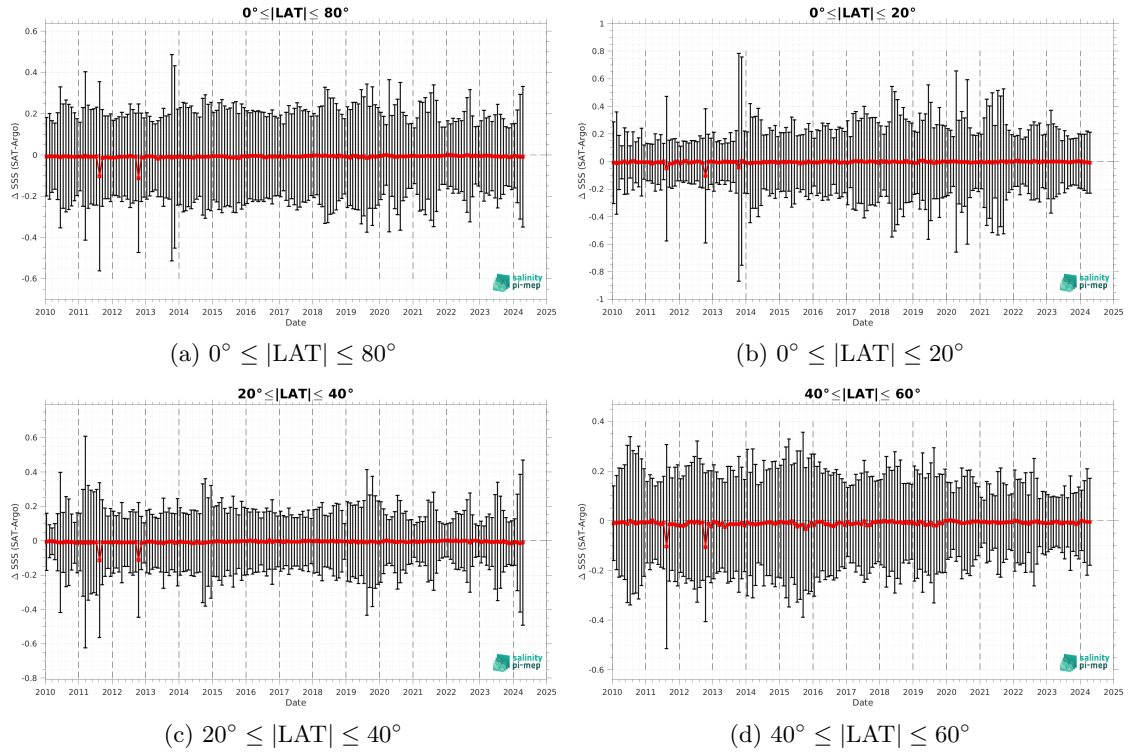 0°≤|LAT|≤ 80°
0.6
0.4
0.2
0
-0.2
-0.4
-0.6
Δ SSS (SAT-Argo)
salinity
pi-mep
2010 2011 2012 2013 2014 2015 2016 2017 2018 2019 2020 2021 2022 2023 2024 2025
Date
(a) 0° ≤ |LAT| ≤ 80°
0°≤|LAT|≤ 20°
1
0.8
0.6
0.4
0.2
0
-0.2
-0.4
-0.6
-0.8
-1
Δ SSS (SAT-Argo)
salinity
pi-mep
2010 2011 2012 2013 2014 2015 2016 2017 2018 2019 2020 2021 2022 2023 2024 2025
Date
(b) 0° ≤ |LAT| ≤ 20°
20°≤|LAT|≤ 40°
0.6
0.4
0.2
0
-0.2
-0.4
-0.6
-0.8
Δ SSS (SAT-Argo)
salinity
pi-mep
2010 2011 2012 2013 2014 2015 2016 2017 2018 2019 2020 2021 2022 2023 2024 2025
Date
(c) 20° ≤ |LAT| ≤ 40°
40°≤|LAT|≤ 60°
0.4
0.2
0
-0.2
-0.4
-0.6
Δ SSS (SAT-Argo)
salinity
pi-mep
2010 2011 2012 2013 2014 2015 2016 2017 2018 2019 2020 2021 2022 2023 2024 2025
Date
(d) 40° ≤ |LAT| ≤ 60°